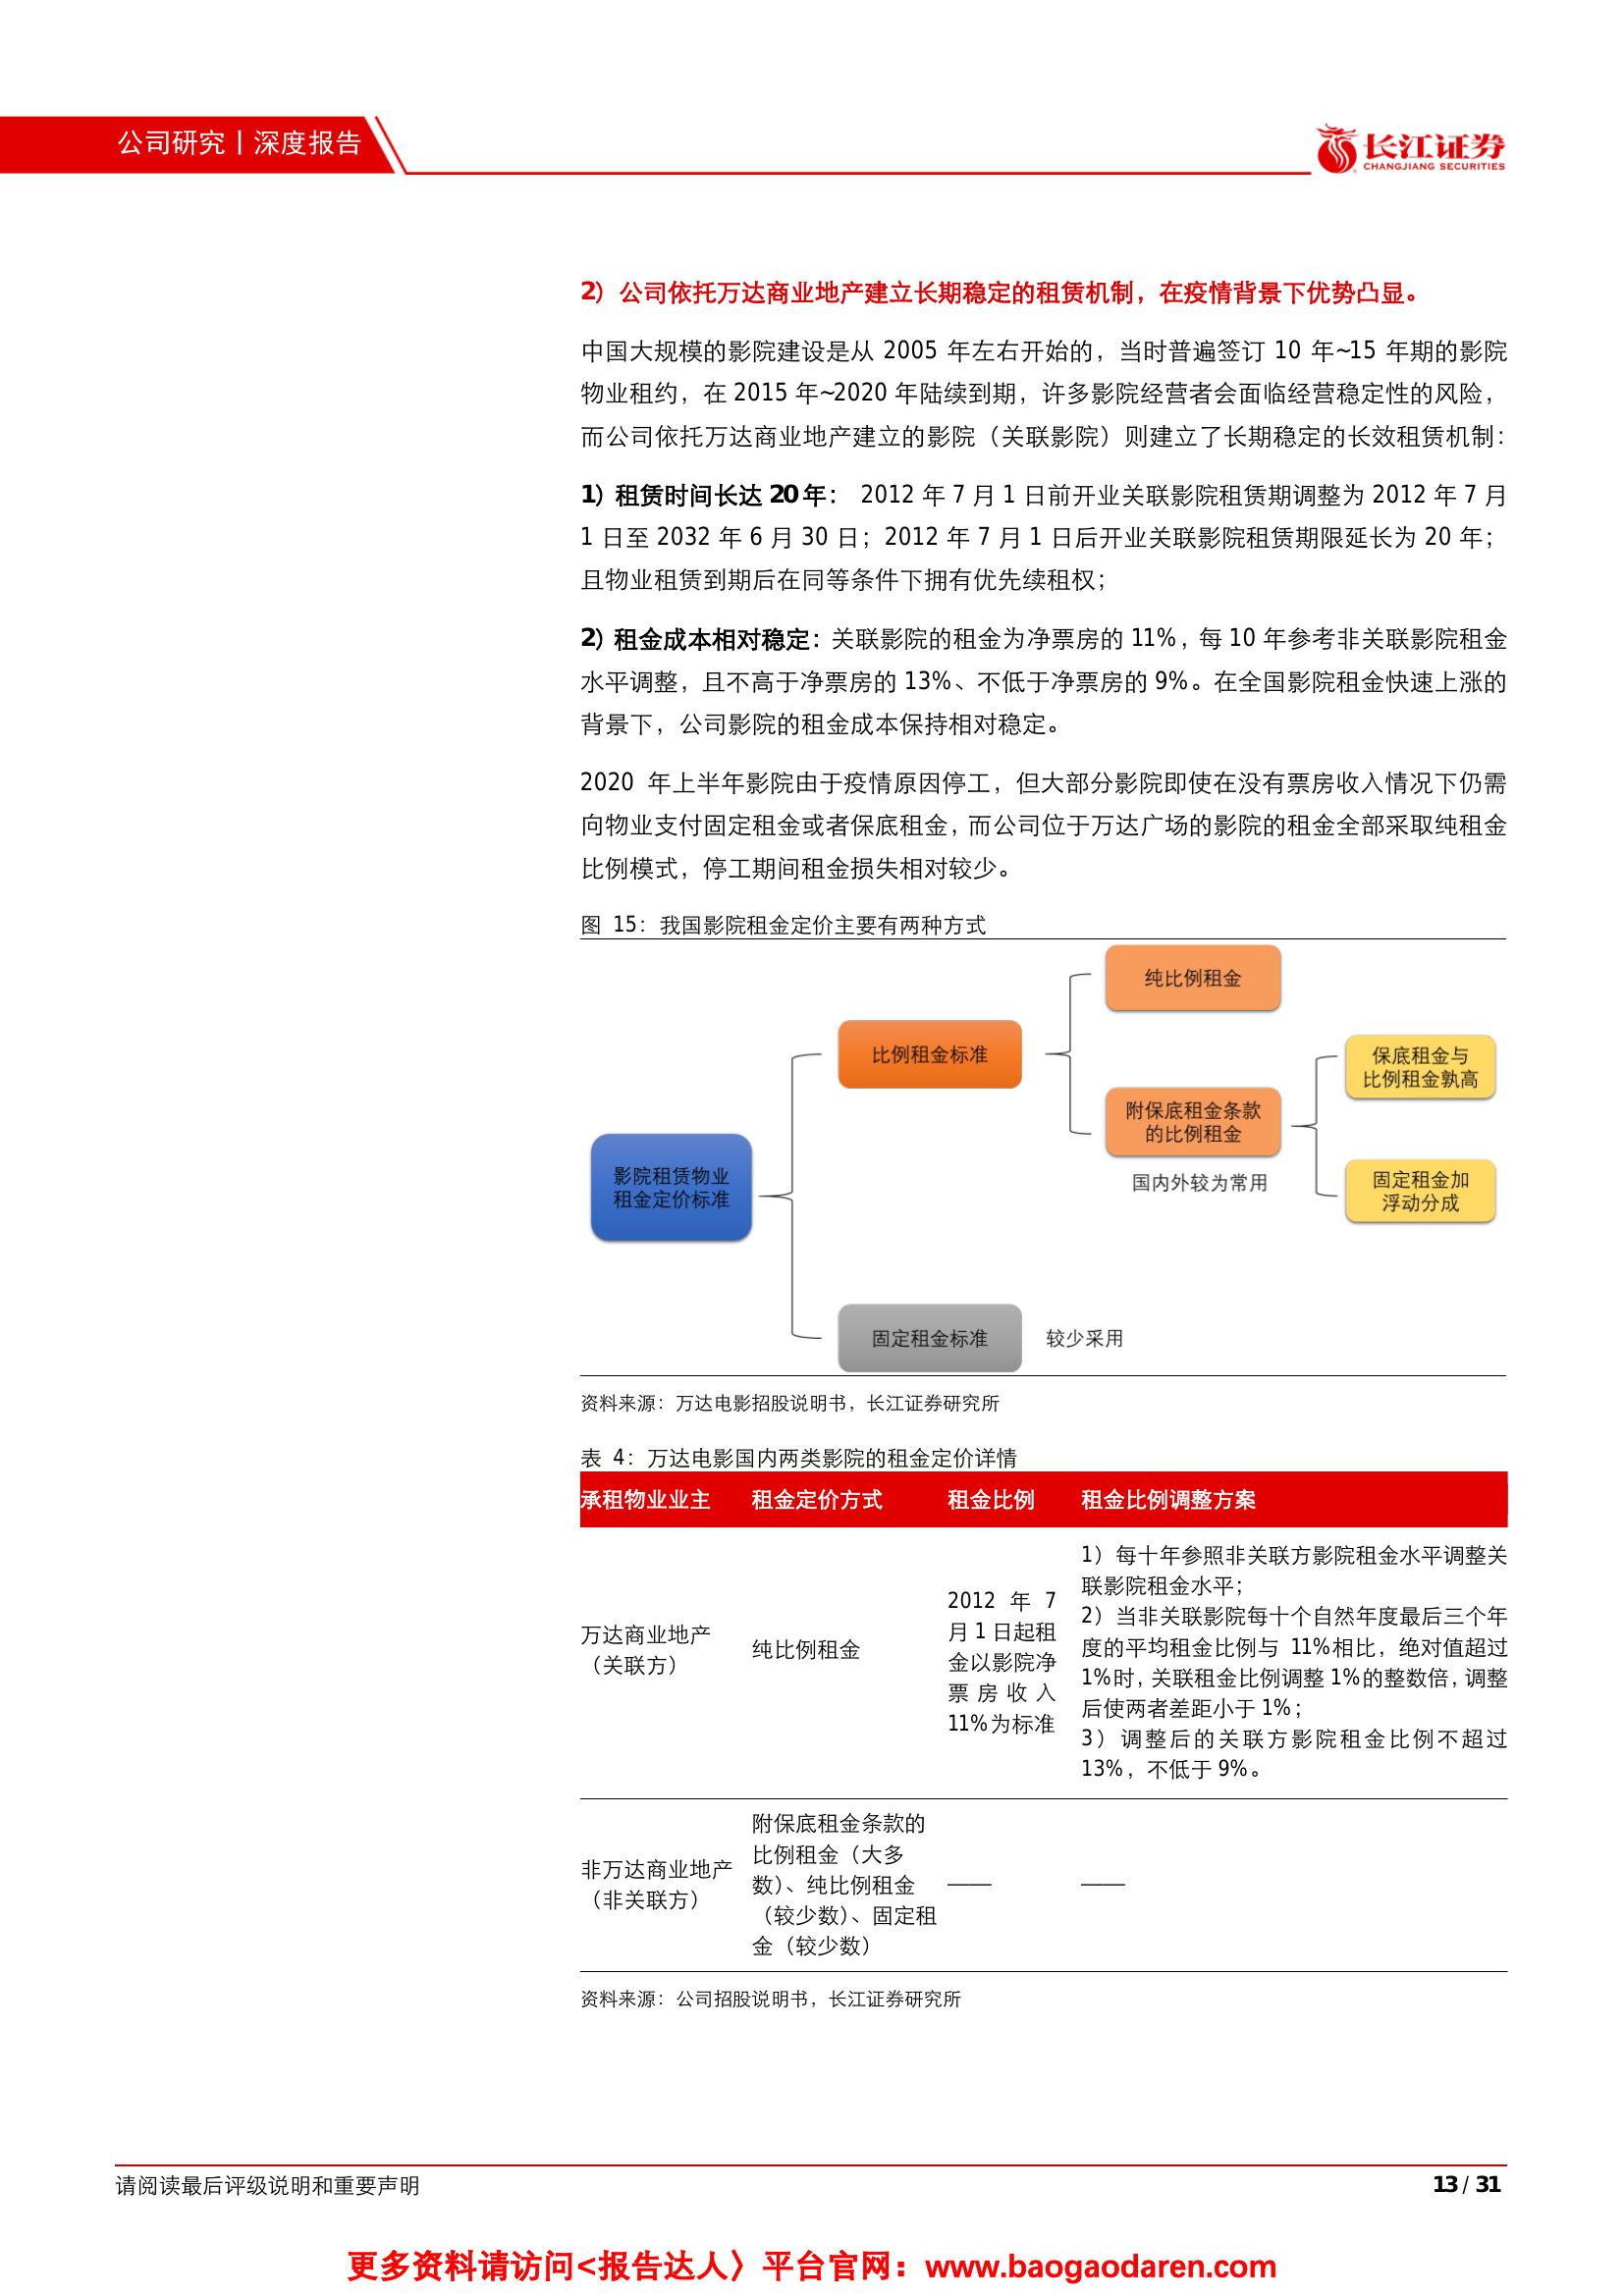 公司研究丨深度报告
长江证券
CHANGJIANG SECURITIES
2）公司依托万达商业地产建立长期稳定的租赁机制，在疫情背景下优势凸显。
中国大规模的影院建设是从 2005 年左右开始的，当时普遍签订 10 年~15 年期的影院
物业租约，在 2015 年~2020 年陆续到期，许多影院经营者会面临经营稳定性的风险，
而公司依托万达商业地产建立的影院（关联影院）则建立了长期稳定的长效租赁机制：
1）租赁时间长达 20 年： 2012 年 7 月 1 日前开业关联影院租赁期调整为 2012 年 7 月
1 日至 2032 年 6 月 30 日；2012 年 7 月 1 日后开业关联影院租赁期限延长为 20 年；
且物业租赁到期后在同等条件下拥有优先续租权；
2）租金成本相对稳定：关联影院的租金为净票房的 11%，每 10 年参考非关联影院租金
水平调整，且不高于净票房的 13%、不低于净票房的 9%。在全国影院租金快速上涨的
背景下，公司影院的租金成本保持相对稳定。
2020 年上半年影院由于疫情原因停工，但大部分影院即使在没有票房收入情况下仍需
向物业支付固定租金或者保底租金，而公司位于万达广场的影院的租金全部采取纯租金
比例模式，停工期间租金损失相对较少。
图 15：我国影院租金定价主要有两种方式
影院租赁物业
租金定价标准
比例租金标准
纯比例租金
附保底租金条款
的比例租金
国内外较为常用
保底租金与
比例租金孰高
固定租金加
浮动分成
固定租金标准
较少采用
资料来源：万达电影招股说明书，长江证券研究所
表 4：万达电影国内两类影院的租金定价详情
承租物业业主 租金定价方式 租金比例 租金比例调整方案
万达商业地产
（关联方）
纯比例租金
2012 年 7
月 1 日起租
金以影院净
票房收入
11%为标准
1）每十年参照非关联方影院租金水平调整关
联影院租金水平；
2）当非关联影院每十个自然年度最后三个年
度的平均租金比例与 11%相比，绝对值超过
1%时，关联租金比例调整 1%的整数倍，调整
后使两者差距小于 1%；
3）调整后的关联方影院租金比例不超过
13%，不低于 9%。
非万达商业地产
（非关联方）
附保底租金条款的
比例租金（大多
数）、纯比例租金
（较少数）、固定租
金（较少数）
——
——
资料来源：公司招股说明书，长江证券研究所
请阅读最后评级说明和重要声明
13 / 31
更多资料请访问<报告达人〉平台官网：www.baogaodaren.com